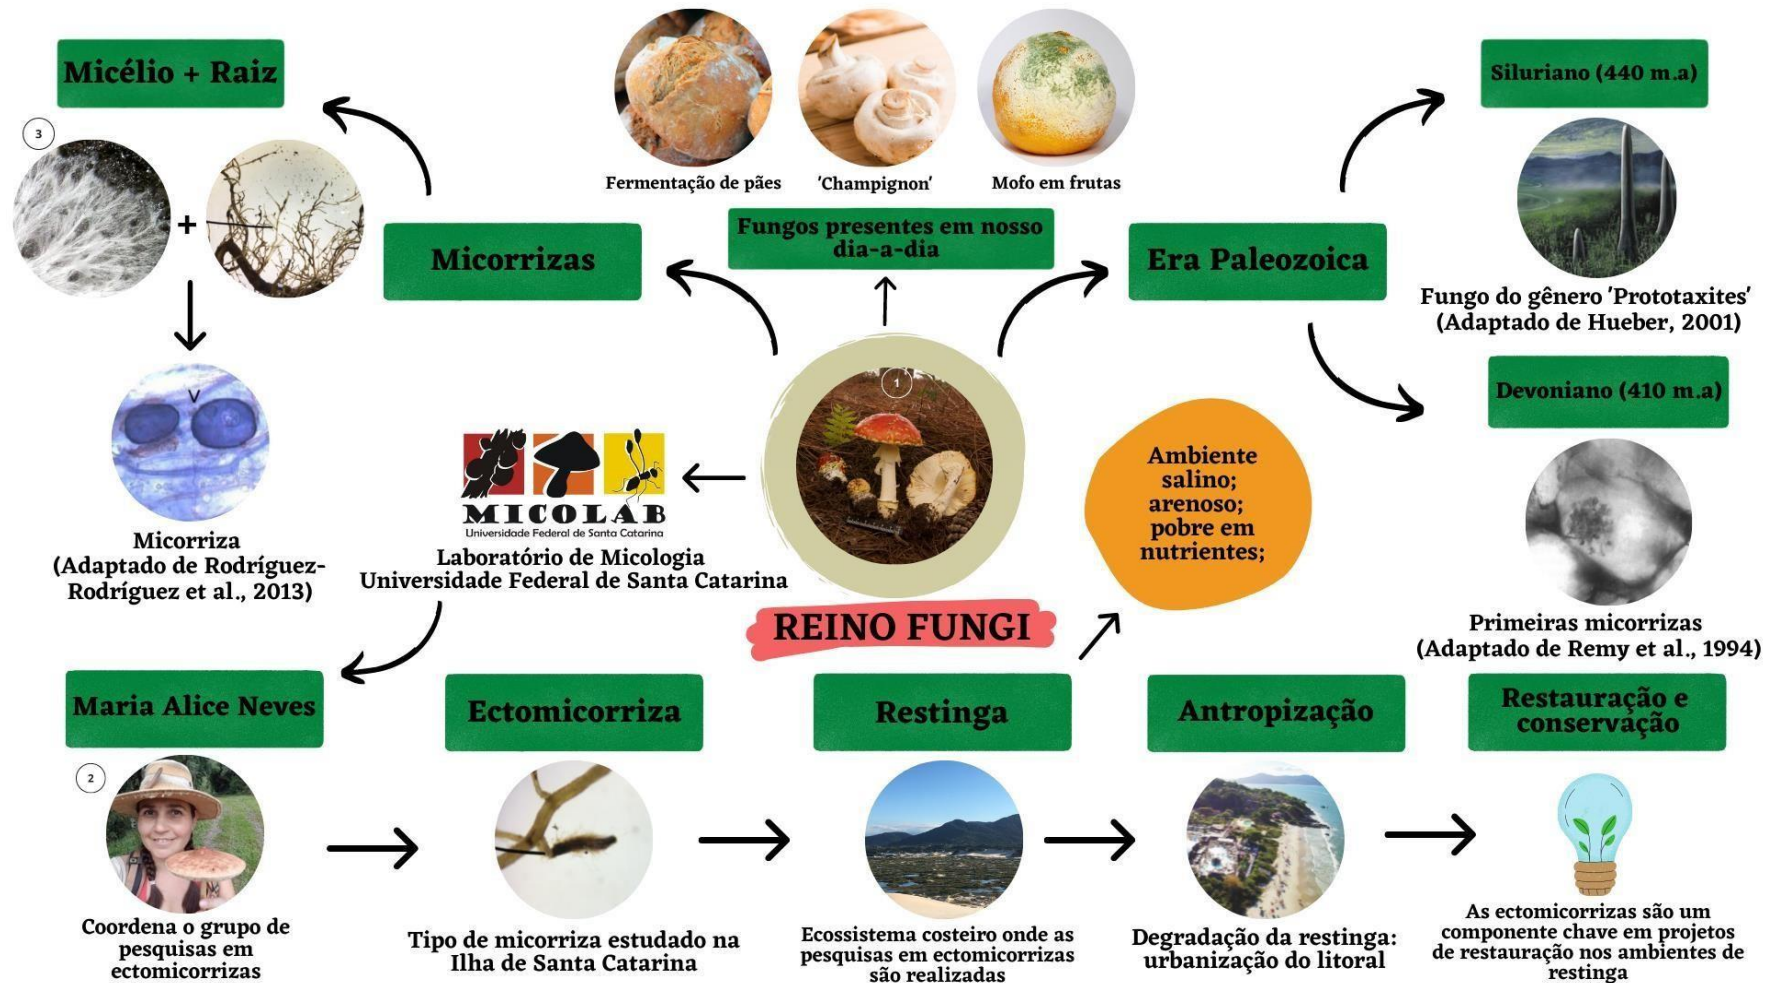 Micélio + Raiz
3
+
Micorriza
(Adaptado de Rodríguez-
Rodríguez et al., 2013)
Micorrizas
Fermentação de pães
'Champignon'
Mofo em frutas
Fungos presentes em nosso
dia-a-dia
Era Paleozoica
Siluriano (440 m.a)
Fungo do gênero 'Prototaxites'
(Adaptado de Hueber, 2001)
Devoniano (410 m.a)
Primeiras micorrizas
(Adaptado de Remy et al., 1994)
1
REINO FUNGI
MICOLAB
Universidade Federal de Santa Catarina
Laboratório de Micologia
Universidade Federal de Santa Catarina
Ambiente
salino;
arenoso;
pobre em
nutrientes;
Maria Alice Neves
2
Coordena o grupo de
pesquisas em
ectomicorrizas
Ectomicorriza
Tipo de micorriza estudado na
Ilha de Santa Catarina
Restinga
Ecossistema costeiro onde as
pesquisas em ectomicorrizas
são realizadas
Antropização
Degradação da restinga:
urbanização do litoral
Restauração e
conservação
As ectomicorrizas são um
componente chave em projetos
de restauração nos ambientes de
restinga